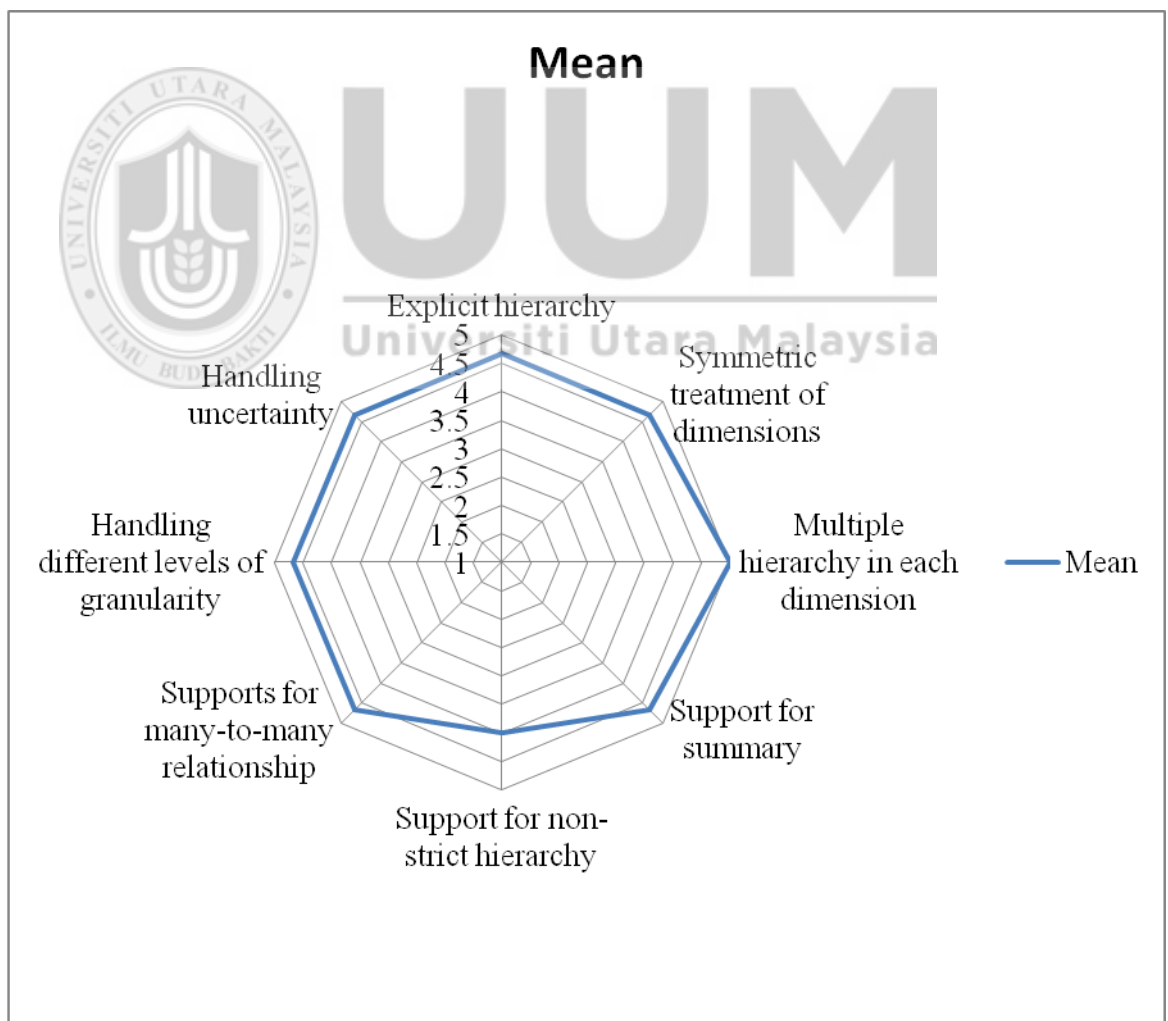 Mean
UNIVERSITI UTARA MALAYSIA
ILMU BUDI BAKTI
UUM
Universiti Utara Malaysia
Explicit hierarchy
Symmetric
treatment of
dimensions
Multiple
hierarchy in each
dimension
Support for
summary
Support for non-
strict hierarchy
Supports for
many-to-many
relationship
Handling
different levels of
granularity
Handling
uncertainty
5
4.5
4
3.5
3
2.5
2
1.5
1
Mean